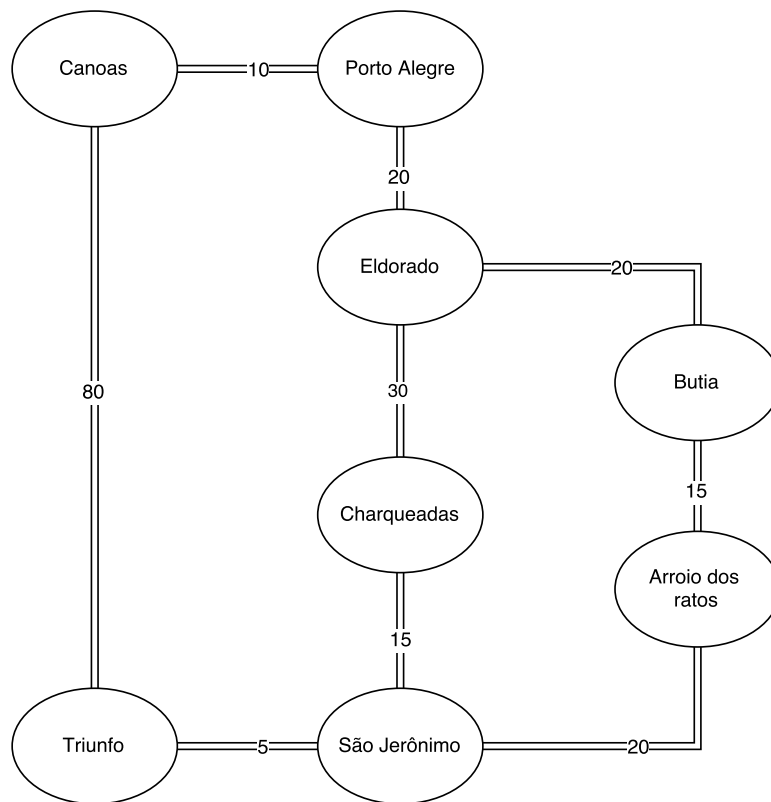 Canoas
10
Porto Alegre
20
Eldorado
20
Butia
80
30
Charqueadas
15
Arroio dos
ratos
15
Triunfo
5
São Jerônimo
20